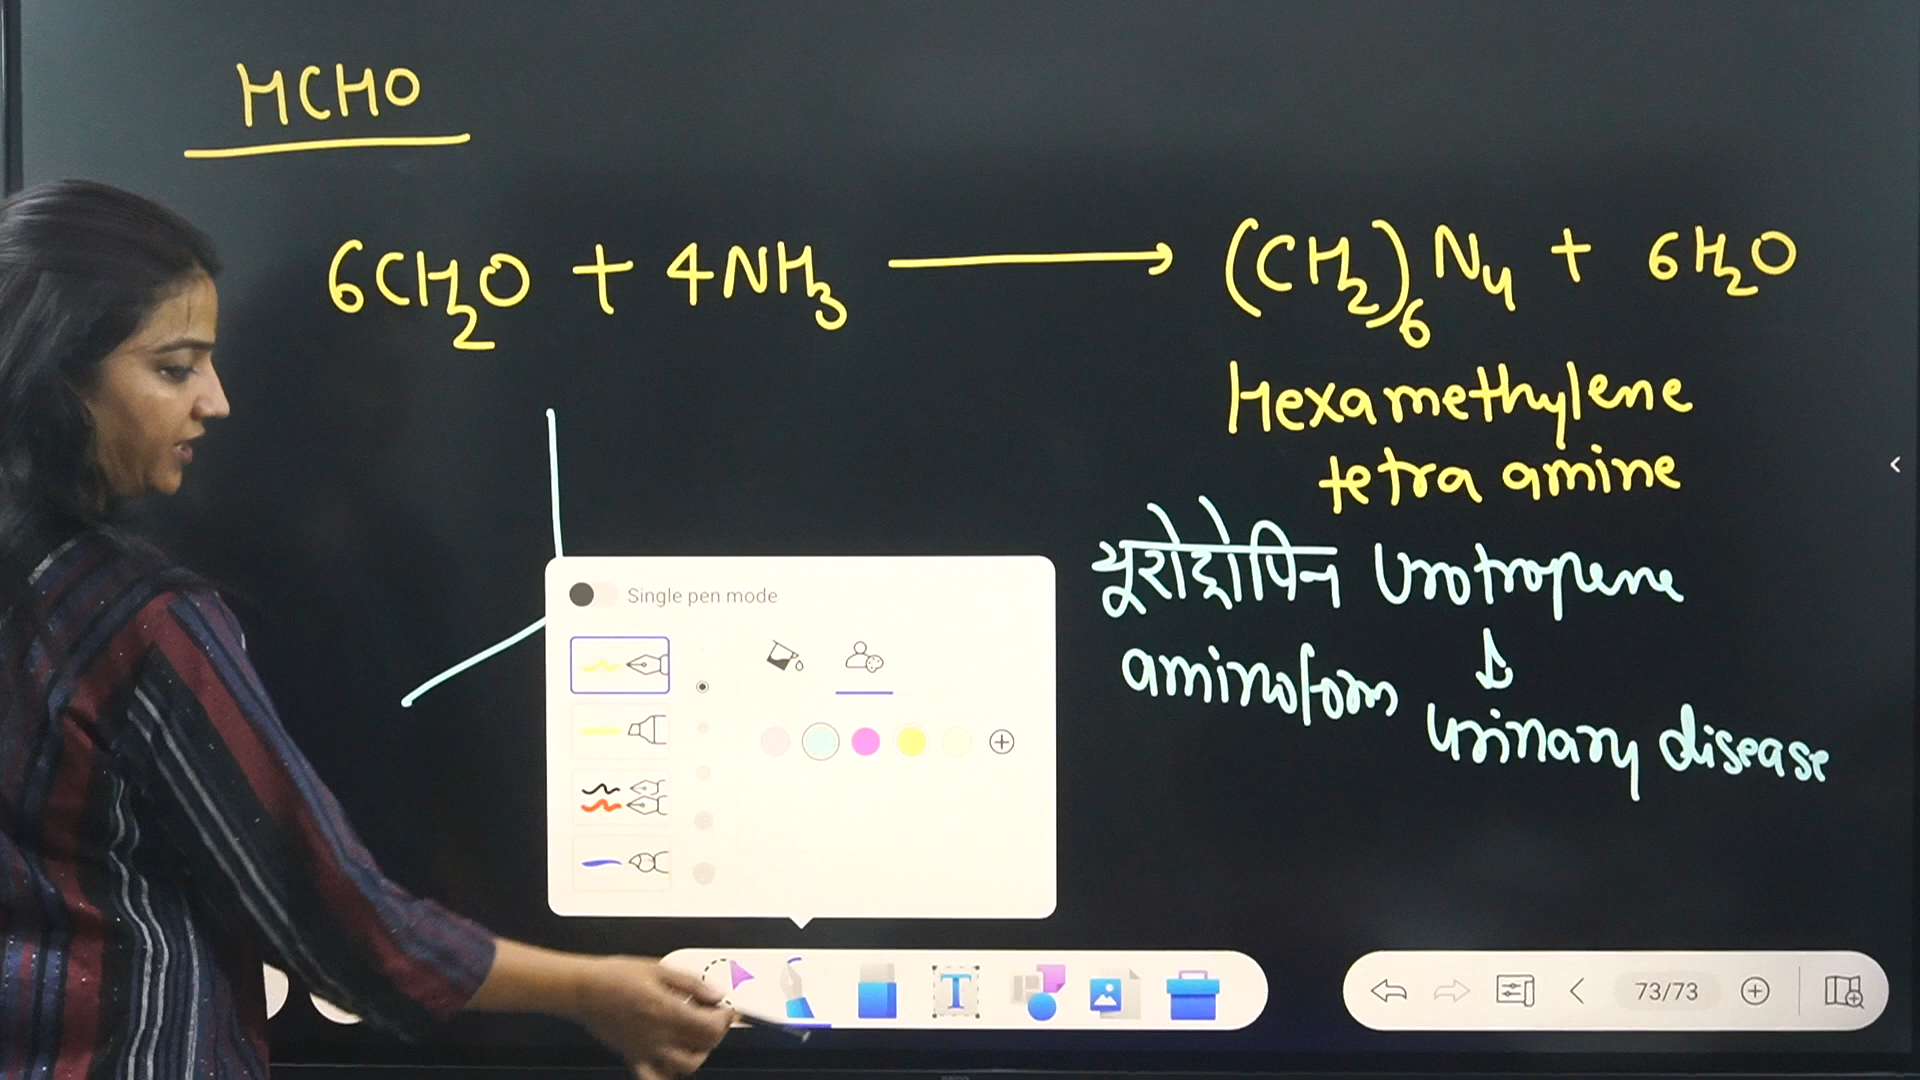 HCHO
6CH₂O + 4NH₃ ⟶ (CH₂)₆N₄ + 6H₂O
Hexamethylene
tetra amine
यूरोट्रोपिन Urotropene
aminoform ↓
urinary disease
Single pen mode
T
73/73